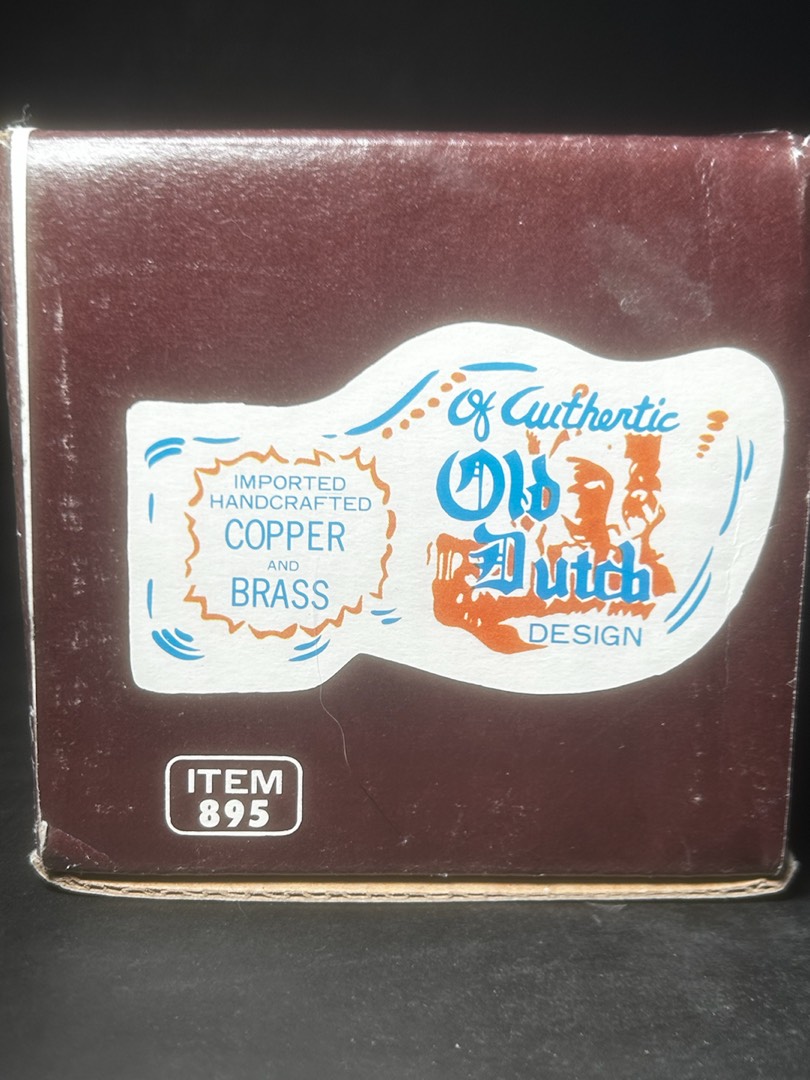 IMPORTED
HANDCRAFTED
COPPER
AND
BRASS
Of Authentic
Old
Dutch
DESIGN
ITEM
895